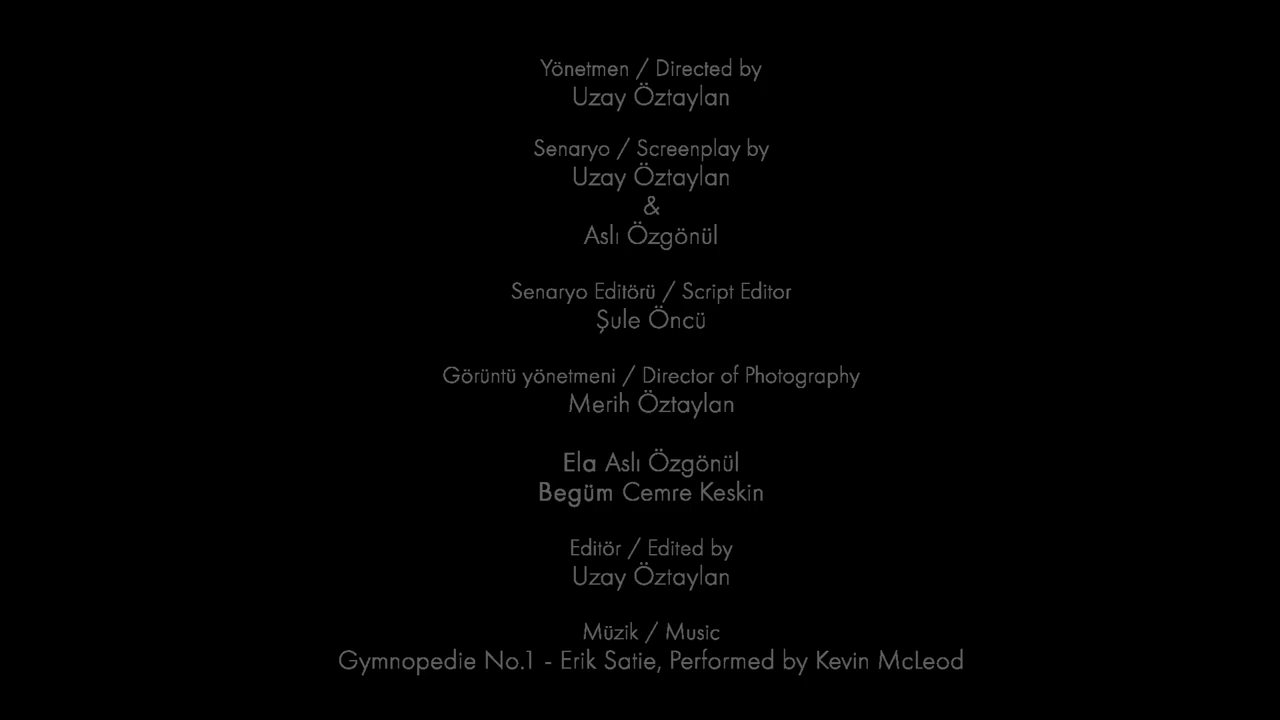 Yönetmen / Directed by
Uzay Öztaylan
Senaryo / Screenplay by
Uzay Öztaylan
&
Aslı Özgönül
Senaryo Editörü / Script Editor
Şule Öncü
Görüntü yönetmeni / Director of Photography
Merih Öztaylan
Ela Aslı Özgönül
Begüm Cemre Keskin
Editör / Edited by
Uzay Öztaylan
Müzik / Music
Gymnopedie No.1 - Erik Satie, Performed by Kevin McLeod